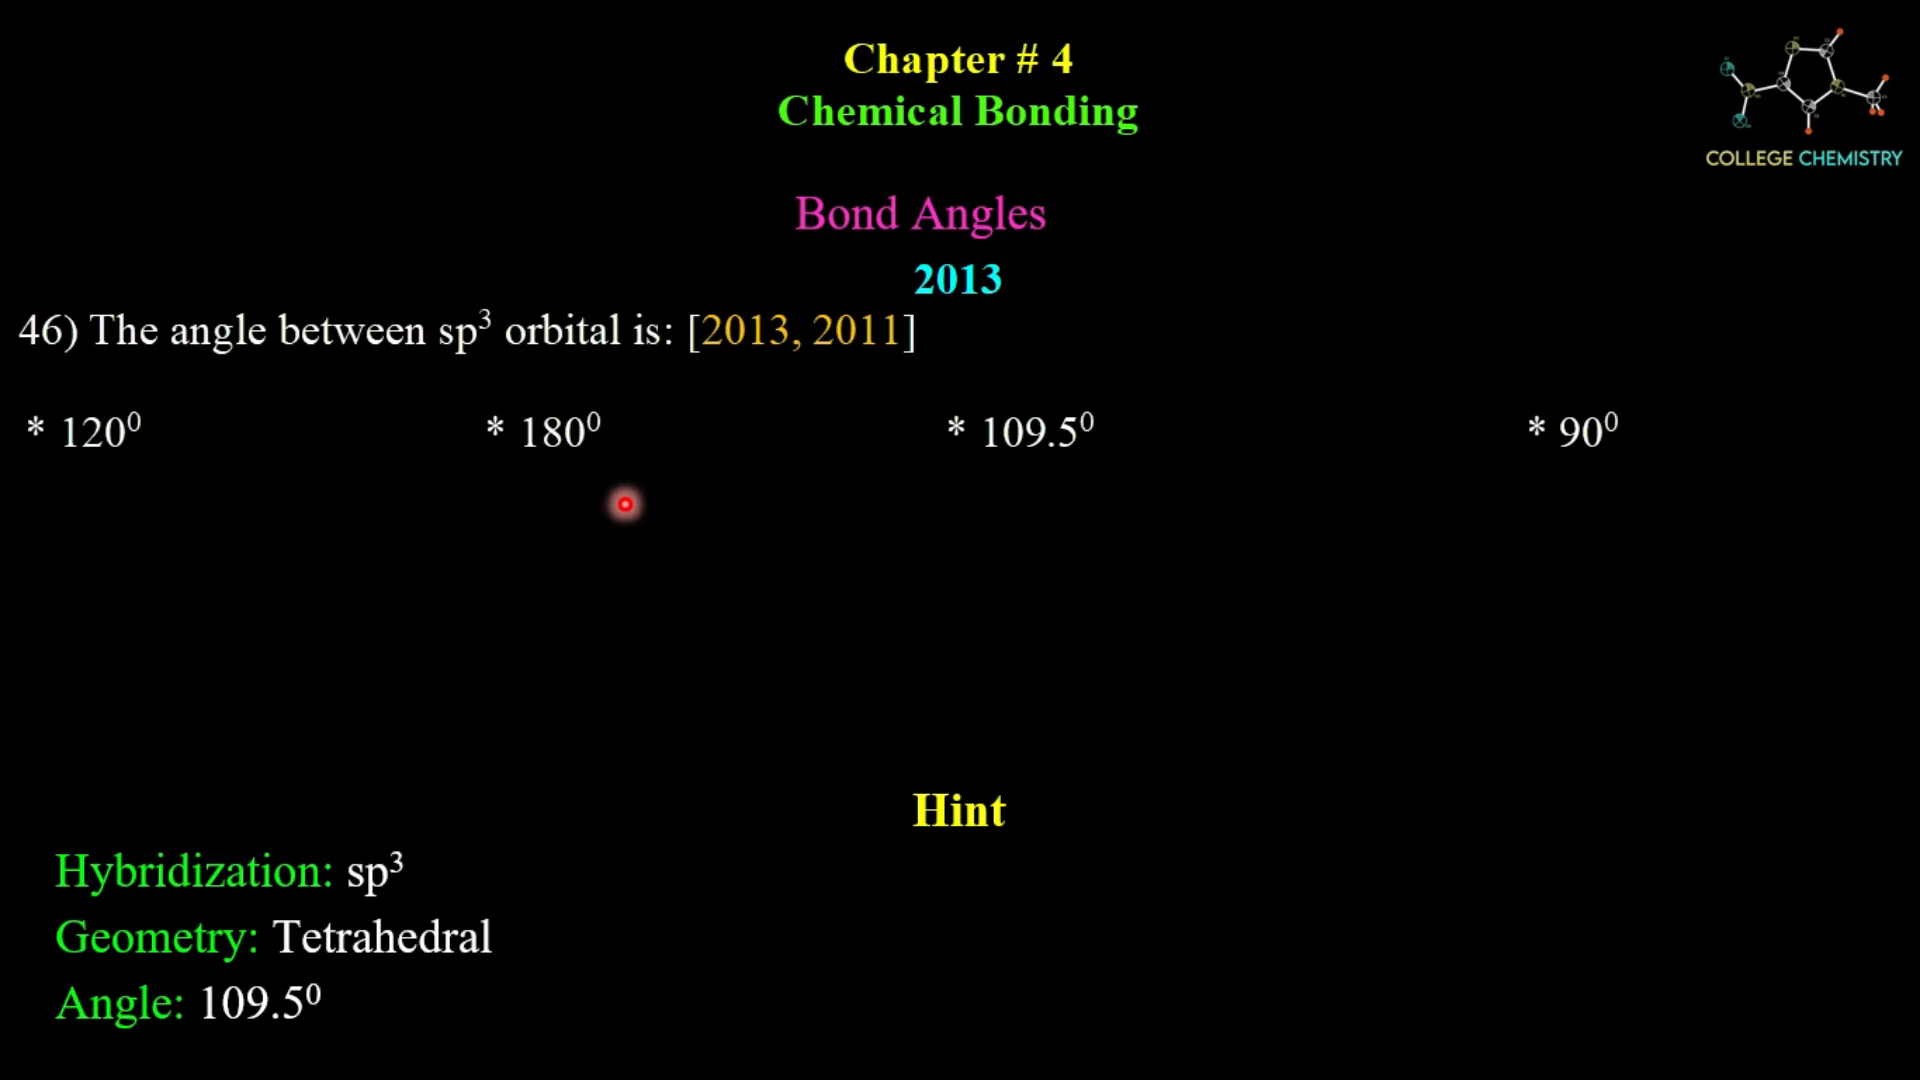 Chapter # 4
Chemical Bonding
COLLEGE CHEMISTRY
Bond Angles
2013
46) The angle between sp³ orbital is: [2013, 2011]
* 120⁰ * 180⁰ * 109.5⁰ * 90⁰
Hint
Hybridization: sp³
Geometry: Tetrahedral
Angle: 109.5⁰